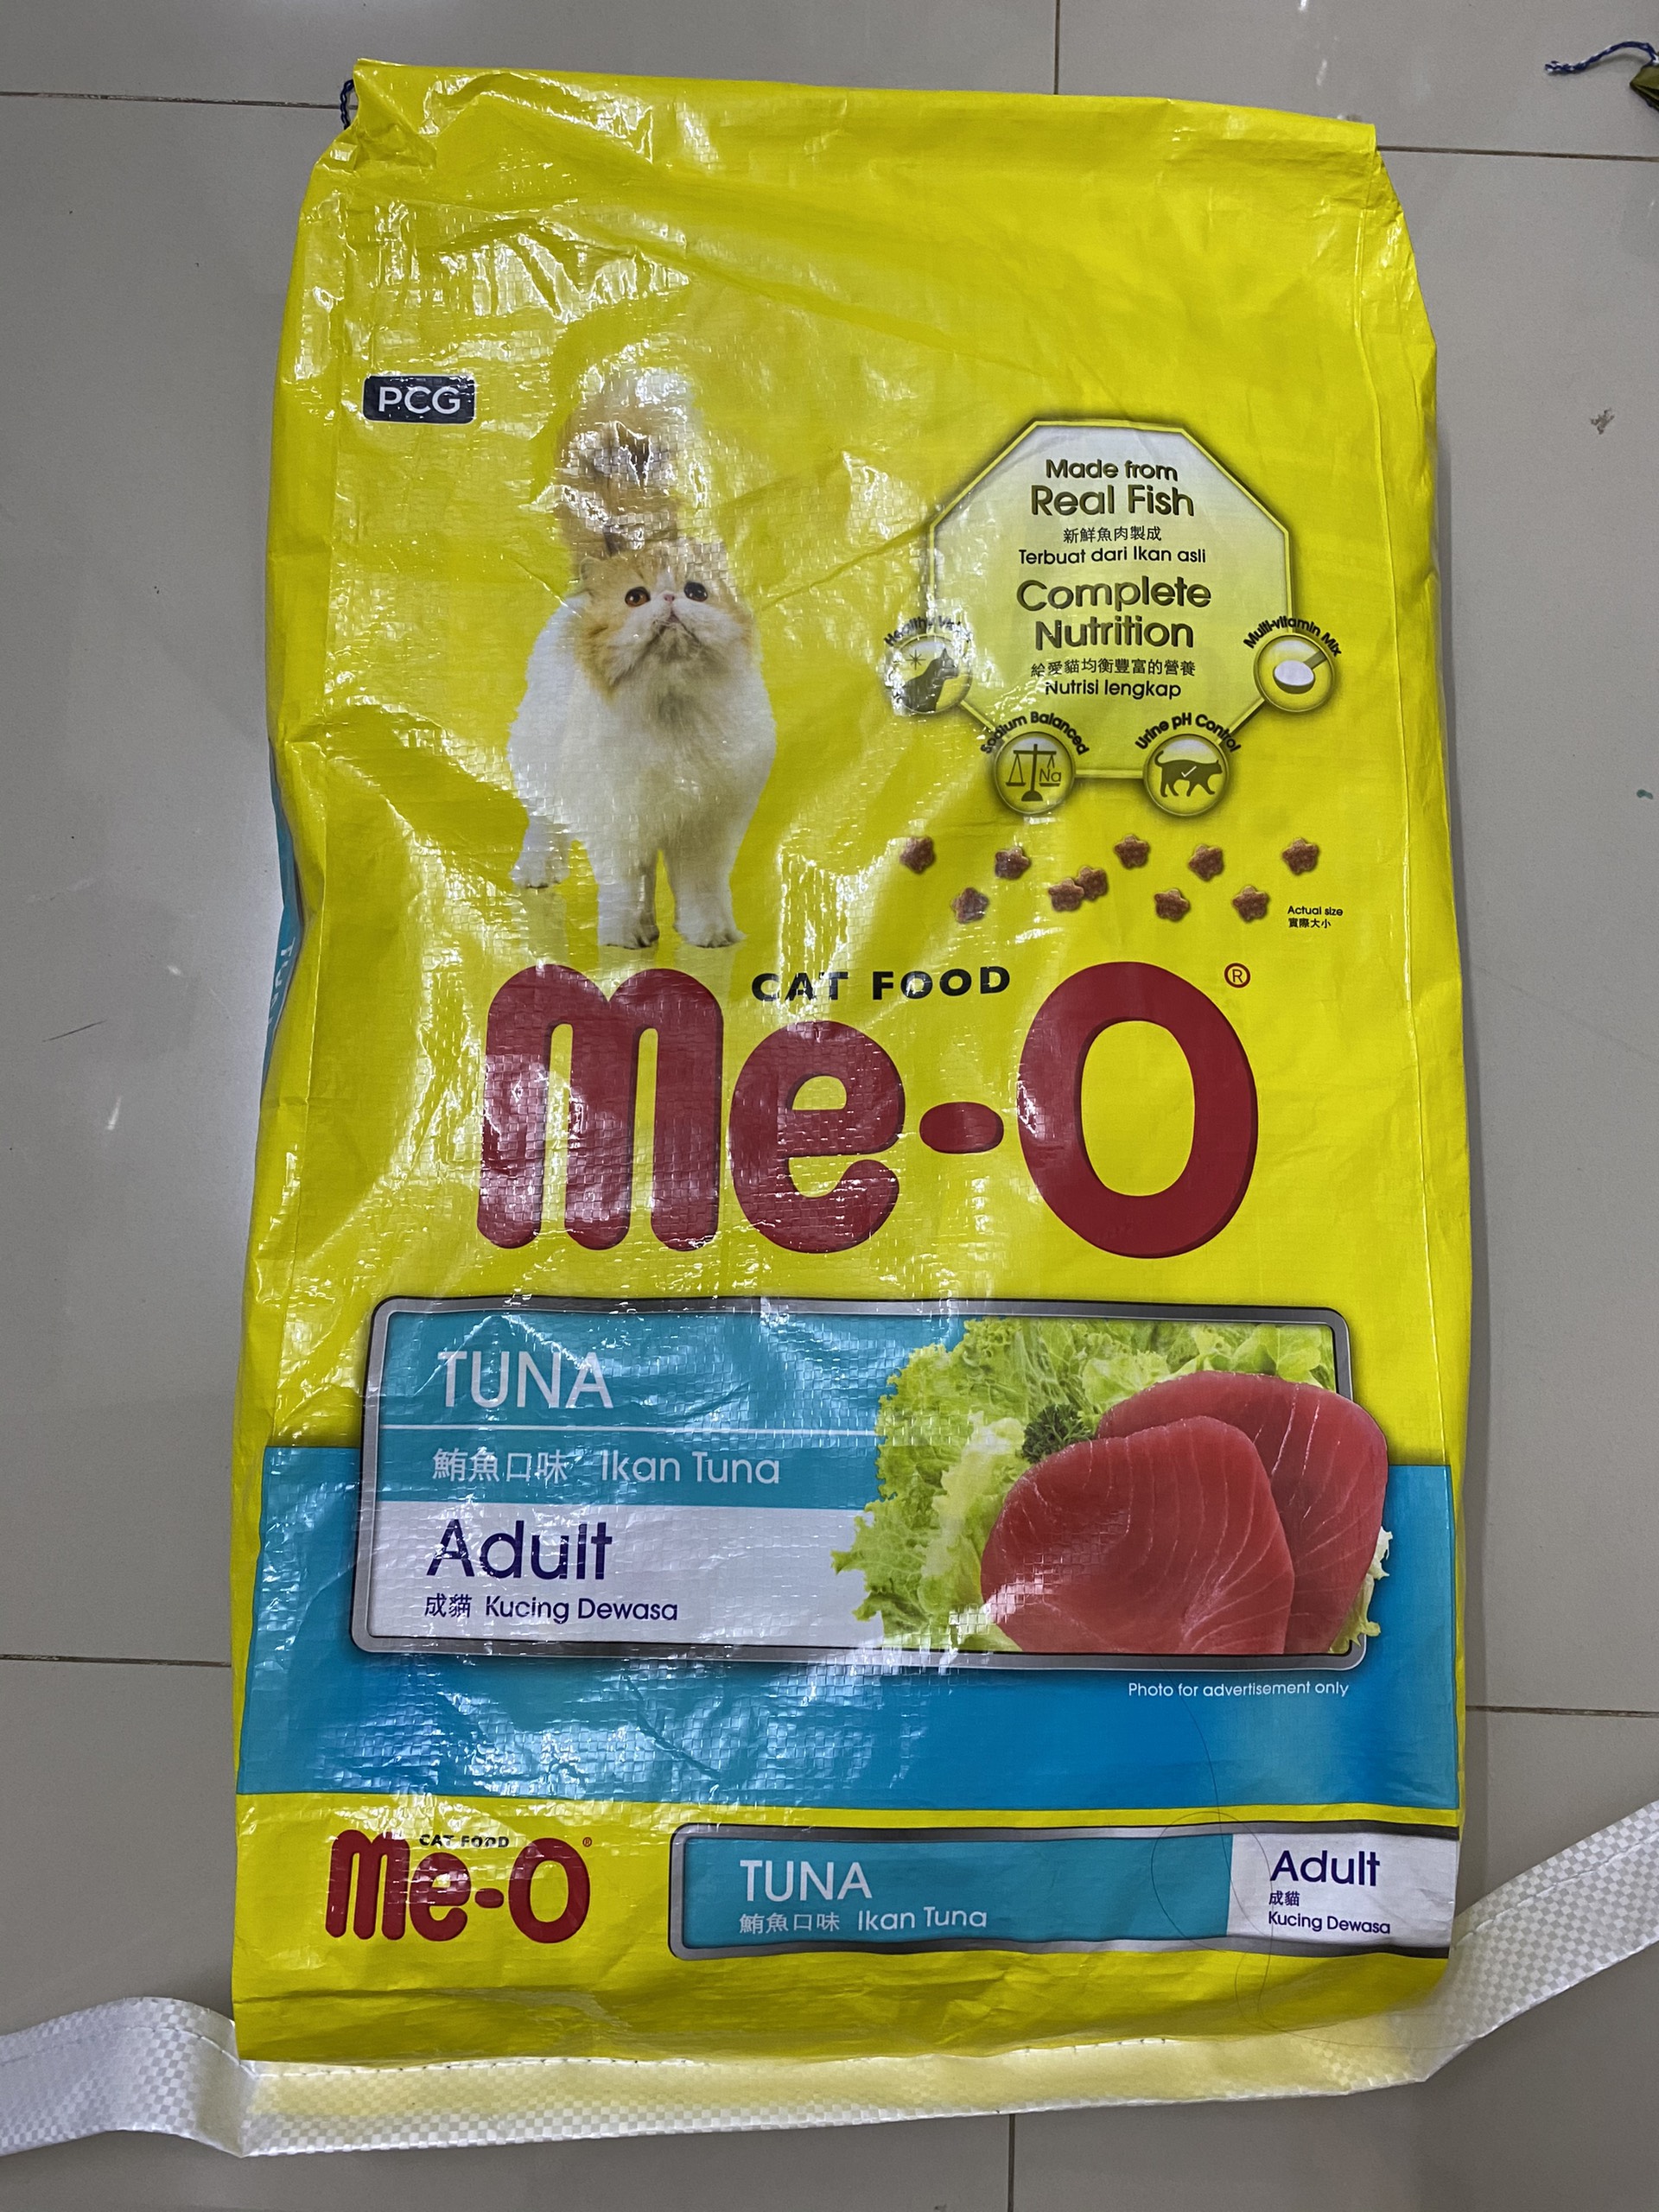 PCG
Made from
Real Fish
新鮮魚肉製成
Terbuat dari Ikan asli
Complete
Nutrition
給愛貓均衡豐富的營養
Nutrisi lengkap
Healthy
Sodium Balanced
Na
Urine pH Control
Multi-vitamin Mix
Actual size
實際大小
CAT FOOD
me-O®
TUNA
鮪魚口味 Ikan Tuna
Adult
成貓 Kucing Dewasa
Photo for advertisement only
CAT FOOD
me-O®
TUNA
鮪魚口味 Ikan Tuna
Adult
成貓
Kucing Dewasa